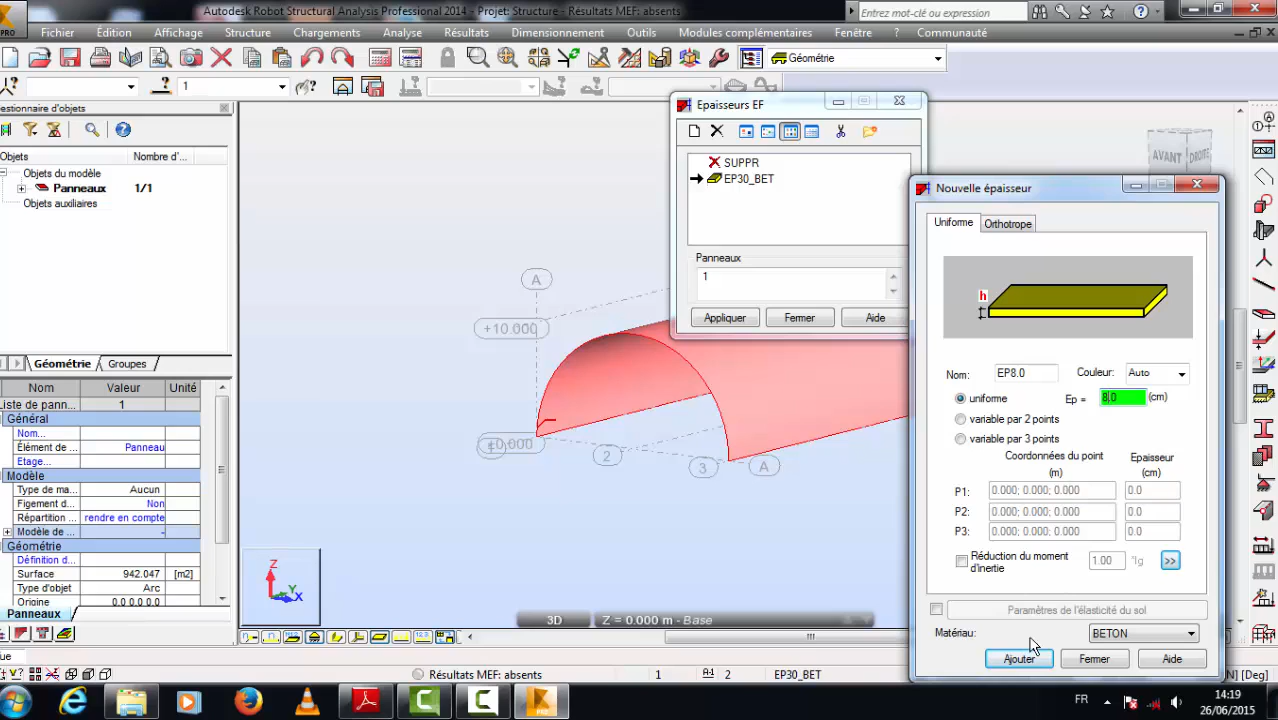 PRO
Autodesk Robot Structural Analysis Professional 2014 - Projet: Structure - Résultats MEF: absents
Entrez mot-clé ou expression
Fichier Édition Affichage Structure Chargements Analyse Résultats Dimensionnement Outils Modules complémentaires Fenêtre ? Communauté
Géométrie
1
estionnaire d'objets
Objets Nombre d'...
Objets du modèle
Panneaux 1/1
Objets auxiliaires
Géométrie Groupes
Nom Valeur Unité
Liste de pann... 1
Général
Nom...
Élément de Panneau
Etage...
Modèle
Type de ma... Aucun
Figement d Non
Répartition ... rendre en compte
Modèle de ... -
Géométrie
Définition d...
Surface 942.047 [m2]
Type d'objet Arc
Origine 0.0 0.0 0.0
Panneaux
A
+10.000
±0.000
1
2
3
A
AVANT DROITE
Z
Y
X
3D Z = 0.000 m - Base
Epaisseurs EF
SUPPR
EP30_BET
Panneaux
1
Appliquer Fermer Aide
Nouvelle épaisseur
Uniforme Orthotrope
h
Nom: EP8.0 Couleur: Auto
uniforme Ep = 8.0 (cm)
variable par 2 points
variable par 3 points
Coordonnées du point Epaisseur
(m) (cm)
P1: 0.000; 0.000; 0.000 0.0
P2: 0.000; 0.000; 0.000 0.0
P3: 0.000; 0.000; 0.000 0.0
Réduction du moment d'inertie 1.00 *Ig >>
Paramètres de l'élasticité du sol
Matériau: BETON
Ajouter Fermer Aide
ue
Résultats MEF: absents 1 2 EP30_BET [Deg]
FR 14:19
26/06/2015